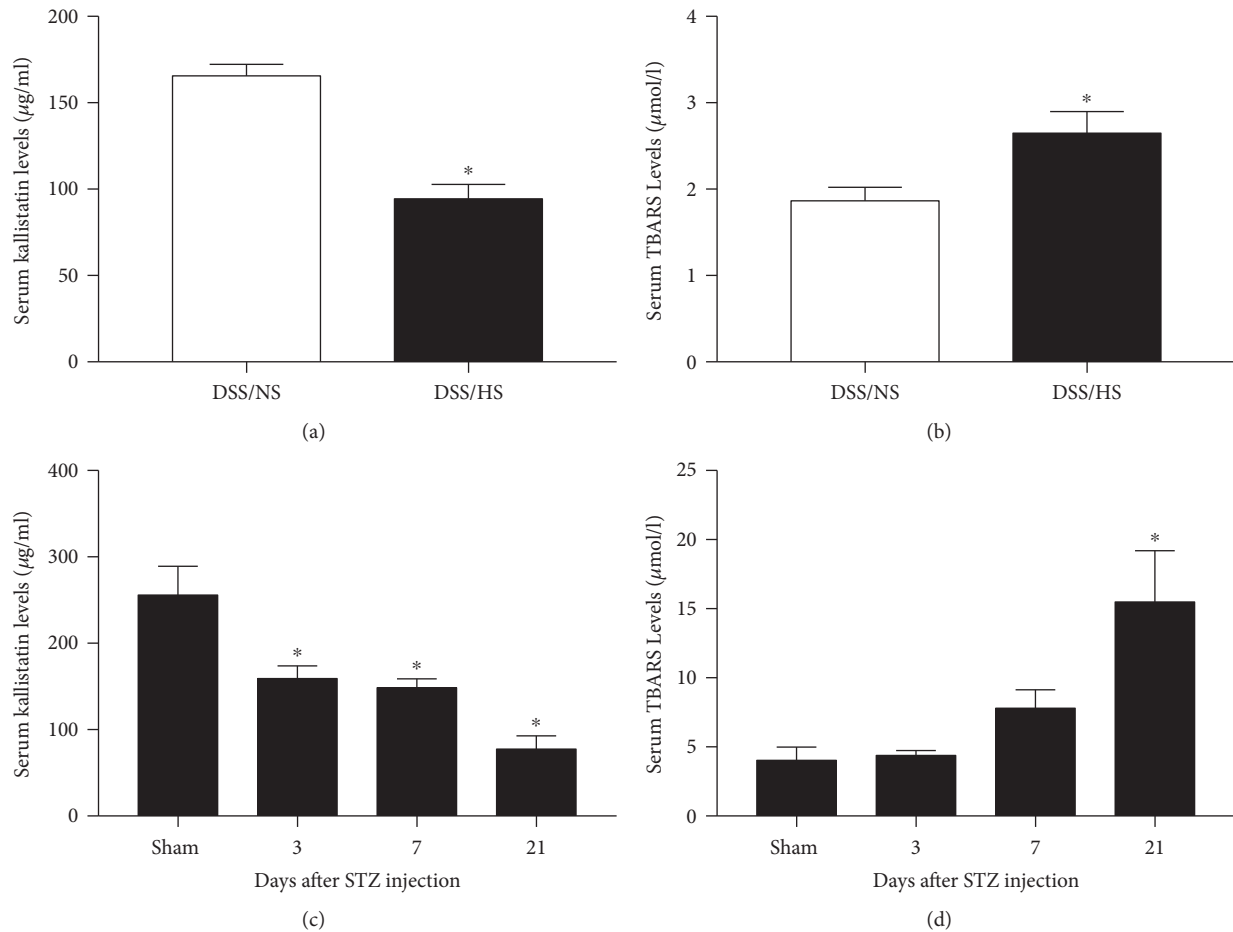 Serum kallistatin levels (μg/ml)
200
150
100
50
0
*
DSS/NS
DSS/HS
(a)
Serum TBARS Levels (μmol/l)
4
3
2
1
0
*
DSS/NS
DSS/HS
(b)
Serum kallistatin levels (μg/ml)
400
300
200
100
0
*
*
*
Sham
3
7
21
Days after STZ injection
(c)
Serum TBARS Levels (μmol/l)
25
20
15
10
5
0
*
Sham
3
7
21
Days after STZ injection
(d)